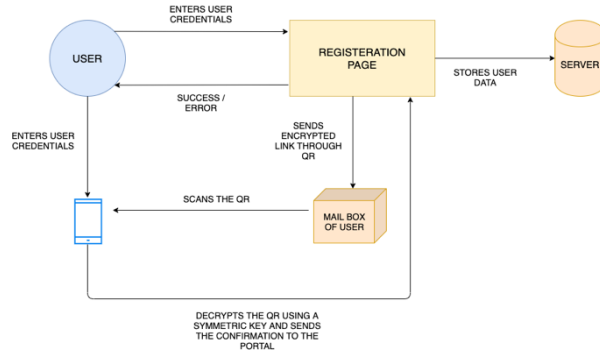 ENTERS USER
CREDENTIALS
USER
REGISTERATION
PAGE
SERVER
STORES USER
DATA
SUCCESS /
ERROR
ENTERS USER
CREDENTIALS
SENDS
ENCRYPTED
LINK THROUGH
QR
SCANS THE QR
MAIL BOX
OF USER
DECRYPTS THE QR USING A
SYMMETRIC KEY AND SENDS
THE CONFIRMATION TO THE
PORTAL